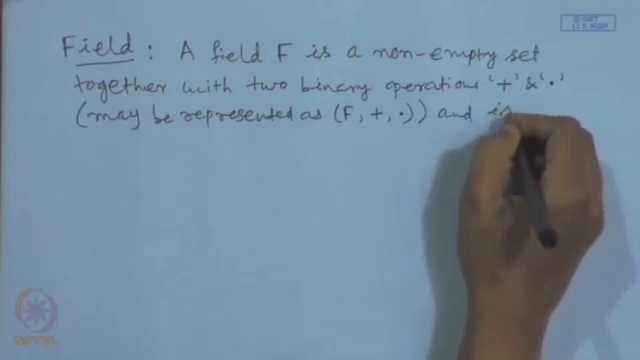 © CET
I.I.T. KGP
Field : A field F is a non-empty set
together with two binary operations '+' & '•'
(may be represented as (F, +, •)) and is
NPTEL